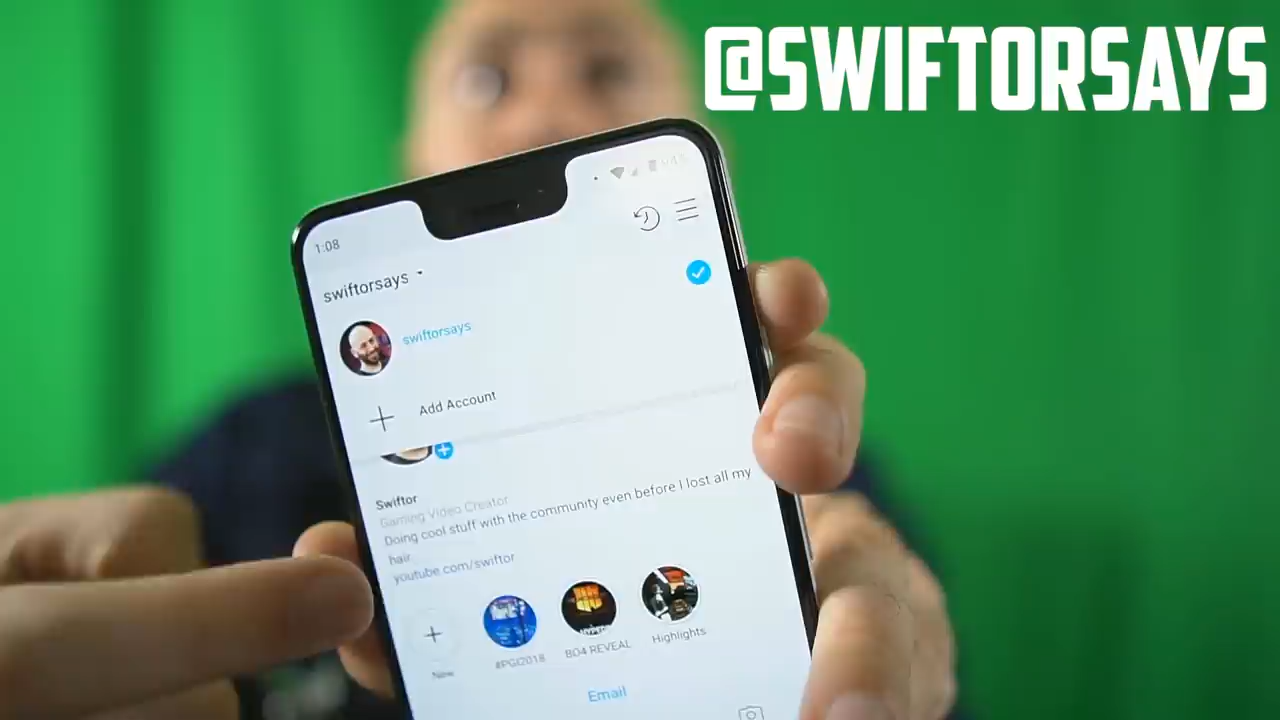 @SWIFTORSAYS
1:08
swiftorsays
swiftorsays
Add Account
Swiftor
Gaming Video Creator
Doing cool stuff with the community even before I lost all my
hair
youtube.com/swiftor
New
#PGI2018
BO4 REVEAL
Highlights
Email